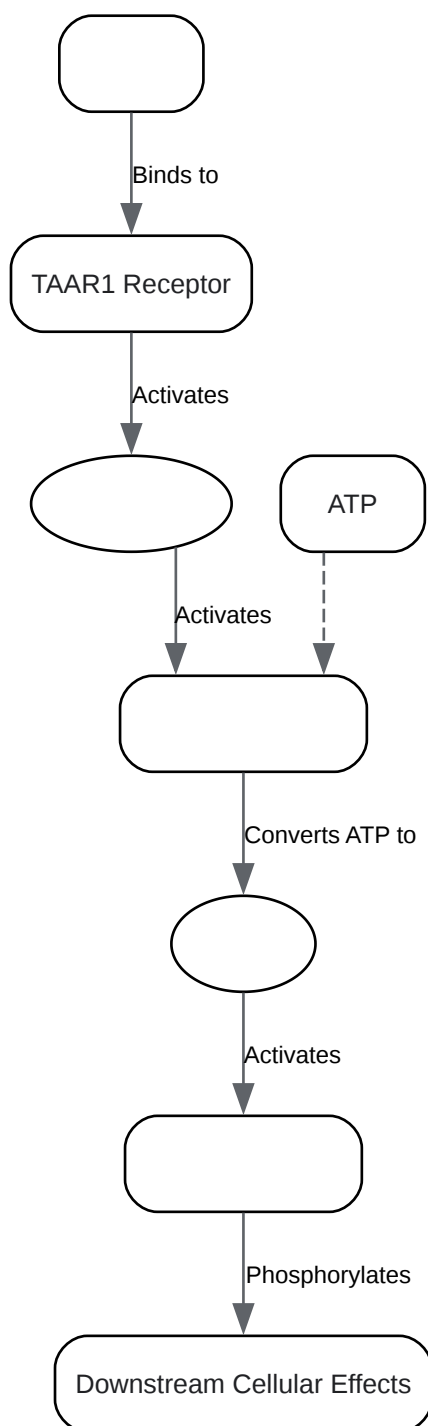 Binds to
TAAR1 Receptor
Activates
ATP
Activates
Converts ATP to
Activates
Phosphorylates
Downstream Cellular Effects